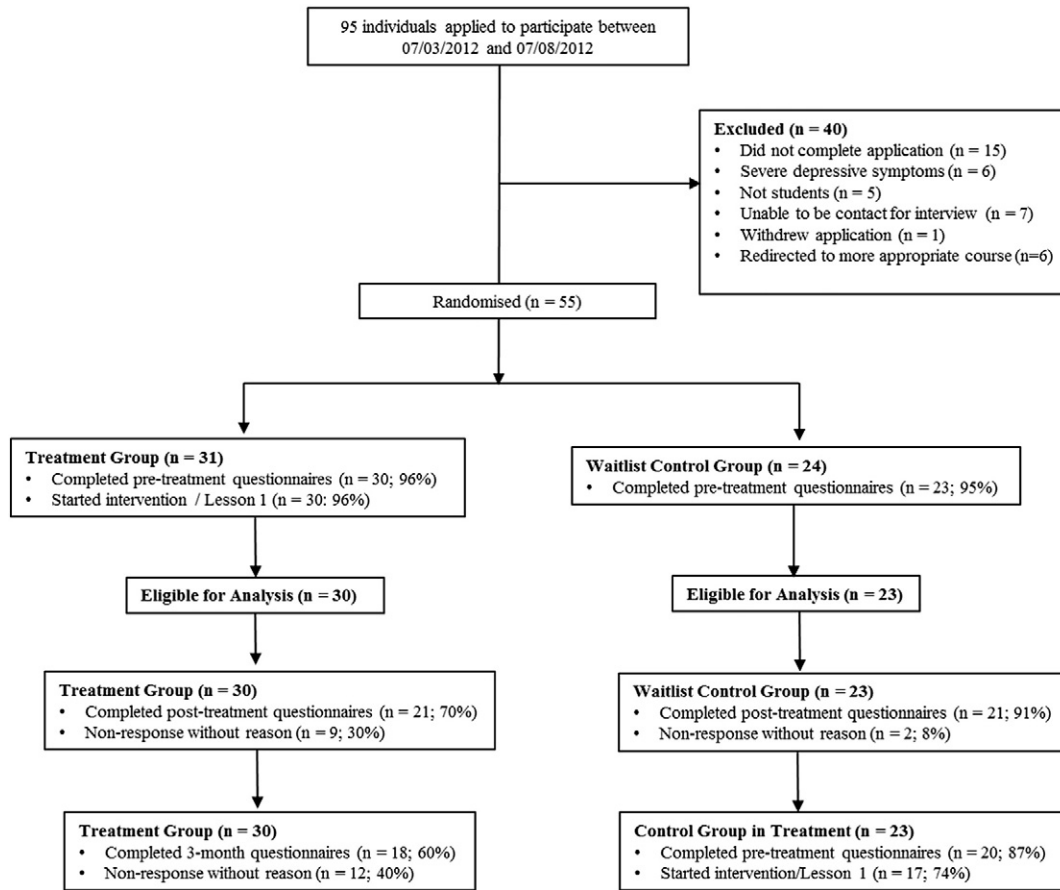 95 individuals applied to participate between
07/03/2012 and 07/08/2012
Excluded (n = 40)
• Did not complete application (n = 15)
• Severe depressive symptoms (n = 6)
• Not students (n = 5)
• Unable to be contact for interview (n = 7)
• Withdrew application (n = 1)
• Redirected to more appropriate course (n=6)
Randomised (n = 55)
Treatment Group (n = 31)
• Completed pre-treatment questionnaires (n = 30; 96%)
• Started intervention / Lesson 1 (n = 30: 96%)
Waitlist Control Group (n = 24)
• Completed pre-treatment questionnaires (n = 23; 95%)
Eligible for Analysis (n = 30)
Eligible for Analysis (n = 23)
Treatment Group (n = 30)
• Completed post-treatment questionnaires (n = 21; 70%)
• Non-response without reason (n = 9; 30%)
Waitlist Control Group (n = 23)
• Completed post-treatment questionnaires (n = 21; 91%)
• Non-response without reason (n = 2; 8%)
Treatment Group (n = 30)
• Completed 3-month questionnaires (n = 18; 60%)
• Non-response without reason (n = 12; 40%)
Control Group in Treatment (n = 23)
• Completed pre-treatment questionnaires (n = 20; 87%)
• Started intervention/Lesson 1 (n = 17; 74%)